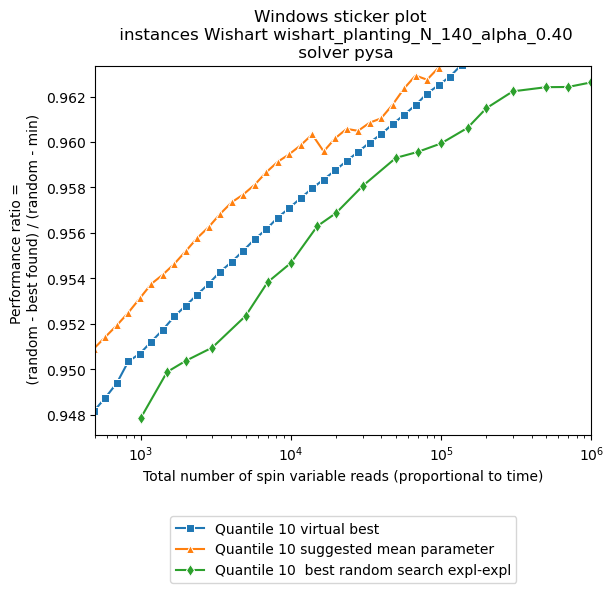 Windows sticker plot
instances Wishart wishart_planting_N_140_alpha_0.40
solver pysa
Performance ratio =
(random - best found) / (random - min)
0.962
0.960
0.958
0.956
0.954
0.952
0.950
0.948
10³
10⁴
10⁵
10⁶
Total number of spin variable reads (proportional to time)
Quantile 10 virtual best
Quantile 10 suggested mean parameter
Quantile 10  best random search expl-expl